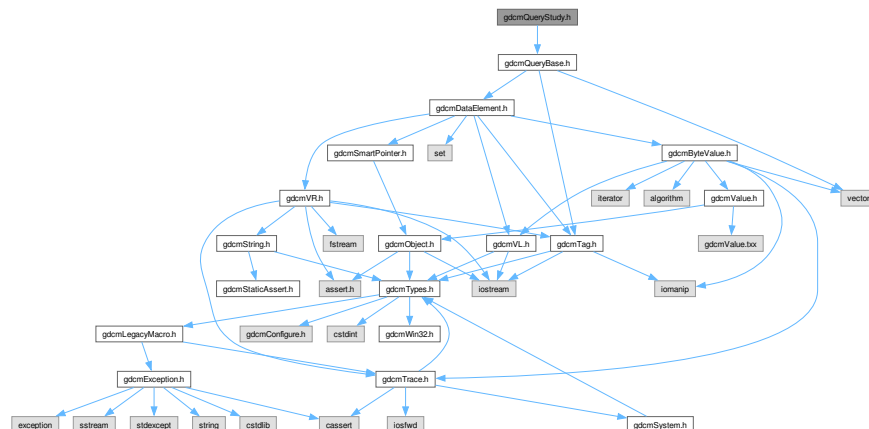 gdcmQueryStudy.h
gdcmQueryBase.h
gdcmDataElement.h
gdcmSmartPointer.h
set
gdcmByteValue.h
gdcmVR.h
iterator
algorithm
gdcmValue.h
vector
gdcmString.h
fstream
gdcmObject.h
gdcmVL.h
gdcmTag.h
gdcmValue.txx
gdcmStaticAssert.h
assert.h
gdcmTypes.h
iostream
iomanip
gdcmLegacyMacro.h
gdcmConfigure.h
cstdint
gdcmWin32.h
gdcmException.h
gdcmTrace.h
exception
sstream
stdexcept
string
cstdlib
cassert
iosfwd
gdcmSystem.h